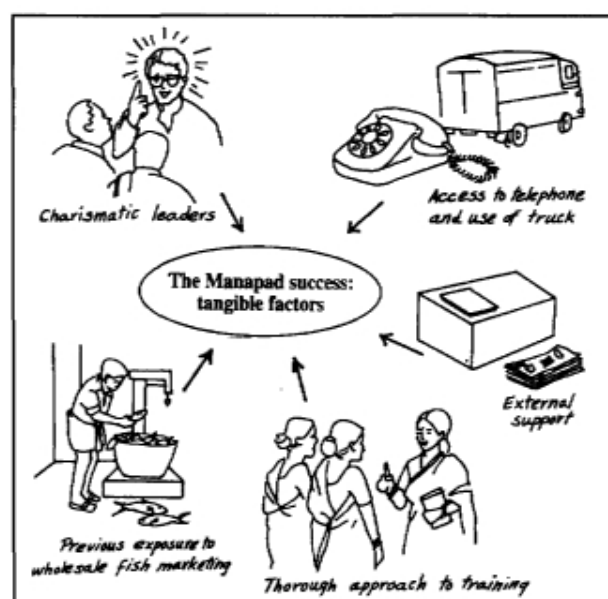 Charismatic leaders
Access to telephone
and use of truck
The Manapad success:
tangible factors
External
support
Previous exposure to
wholesale fish marketing
Thorough approach to training